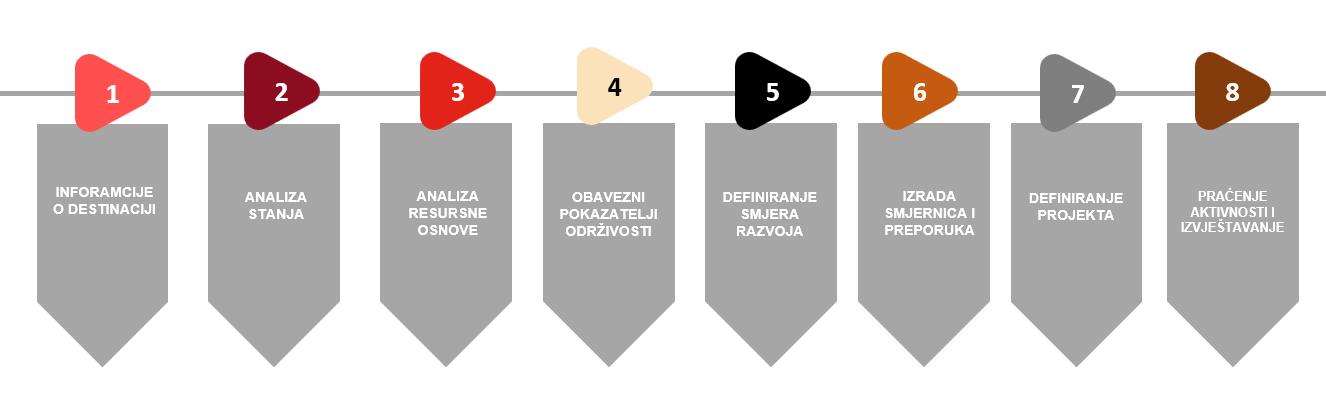 1
INFORAMCIJE
O DESTINACIJI
2
ANALIZA
STANJA
3
ANALIZA
RESURSNE
OSNOVE
4
OBAVEZNI
POKAZATELJI
ODRŽIVOSTI
5
DEFINIRANJE
SMJERA
RAZVOJA
6
IZRADA
SMJERNICA I
PREPORUKA
7
DEFINIRANJE
PROJEKTA
8
PRAĆENJE
AKTIVNOSTI I
IZVJEŠTAVANJE